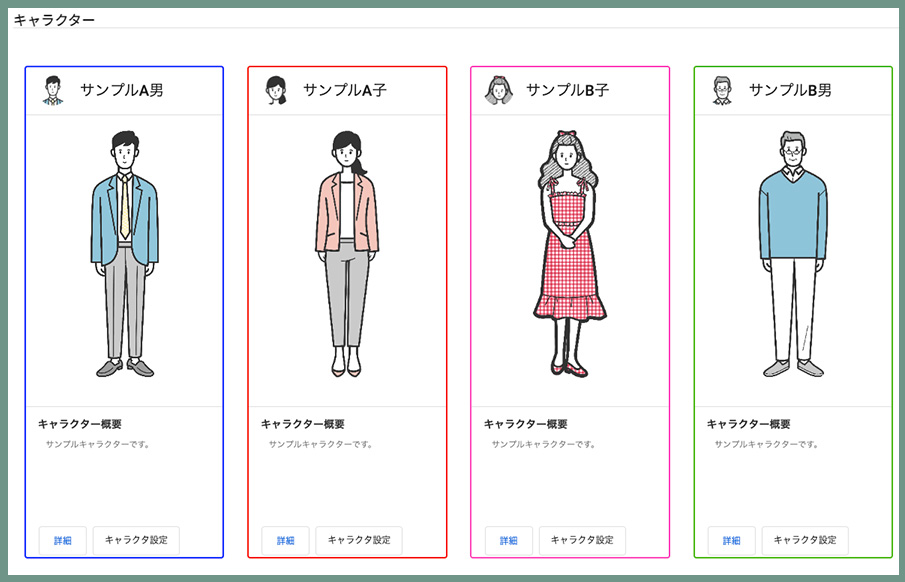 キャラクター
サンプルA男
サンプルA子
サンプルB子
サンプルB男
キャラクター概要
サンプルキャラクターです。
キャラクター概要
サンプルキャラクターです。
キャラクター概要
サンプルキャラクターです。
キャラクター概要
サンプルキャラクターです。
詳細 キャラクタ設定
詳細 キャラクタ設定
詳細 キャラクタ設定
詳細 キャラクタ設定